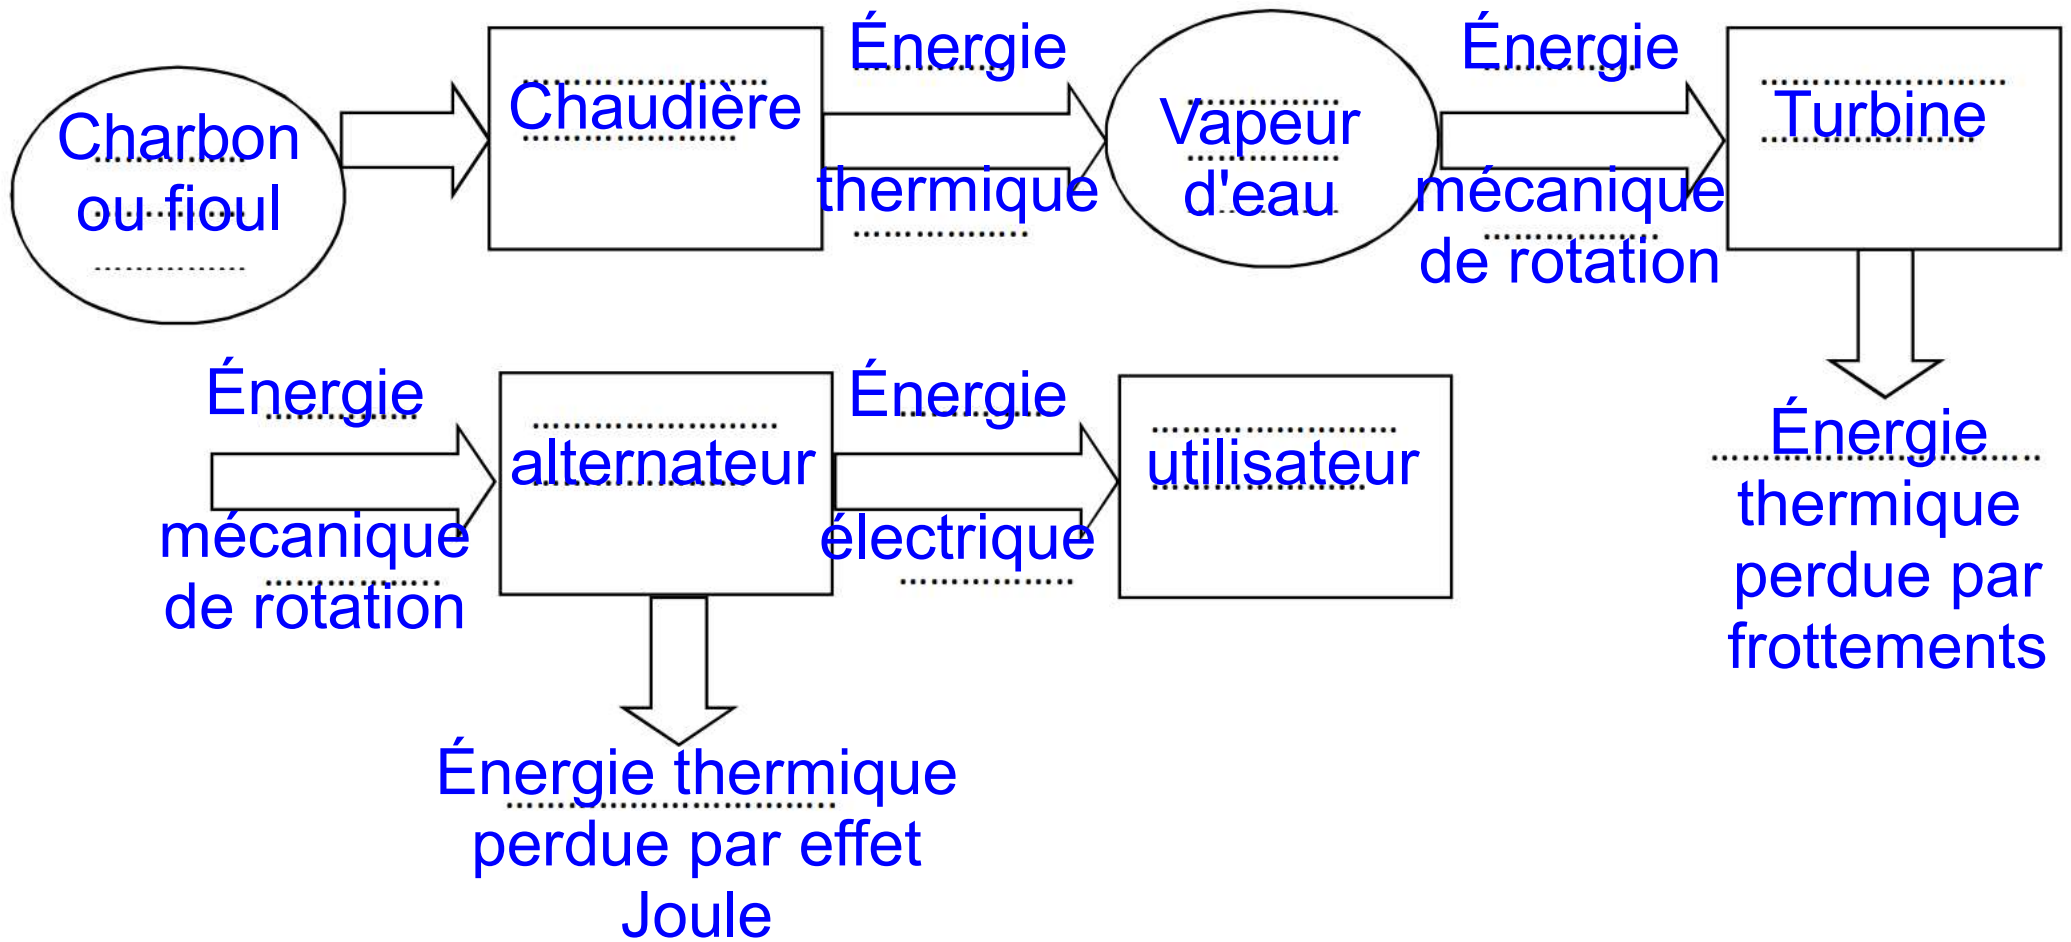 Charbon
ou fioul
Chaudière
Énergie
thermique
Vapeur
d'eau
Énergie
mécanique
de rotation
Turbine
Énergie
thermique
perdue par
frottements
Énergie
mécanique
de rotation
alternateur
Énergie
électrique
utilisateur
Énergie thermique
perdue par effet
Joule